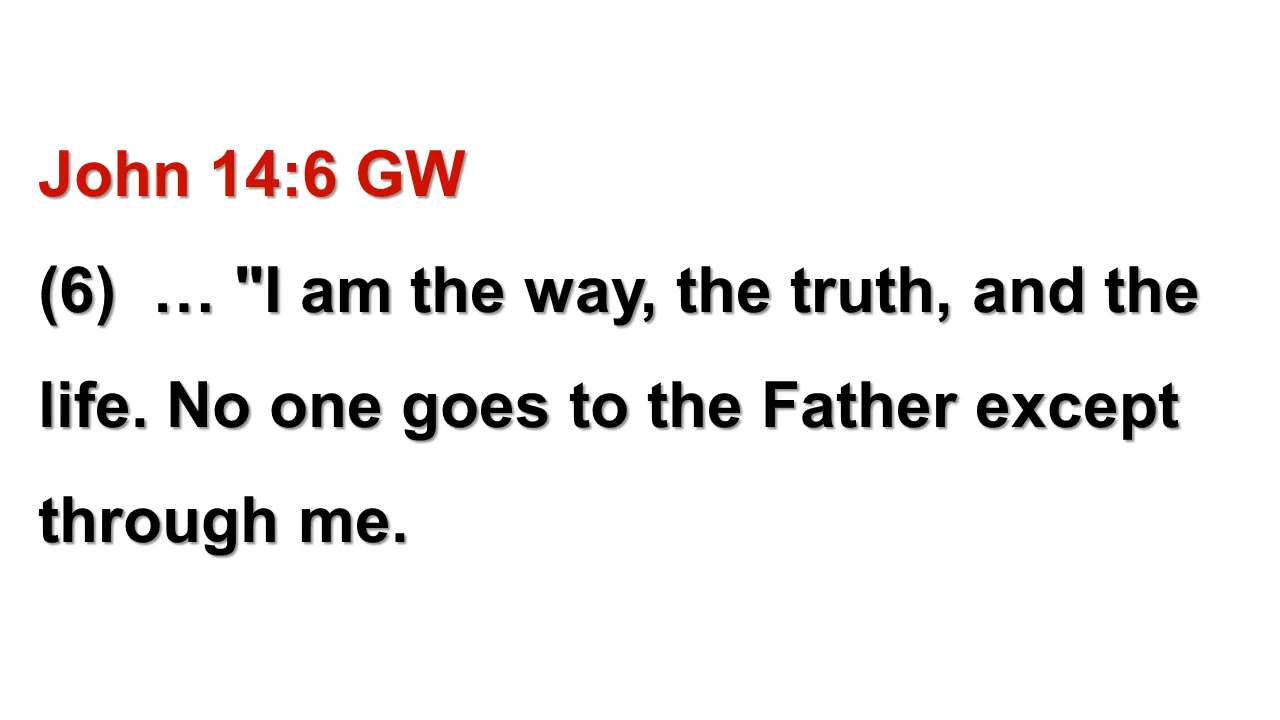 John 14:6 GW
(6)  … "I am the way, the truth, and the
life. No one goes to the Father except
through me.